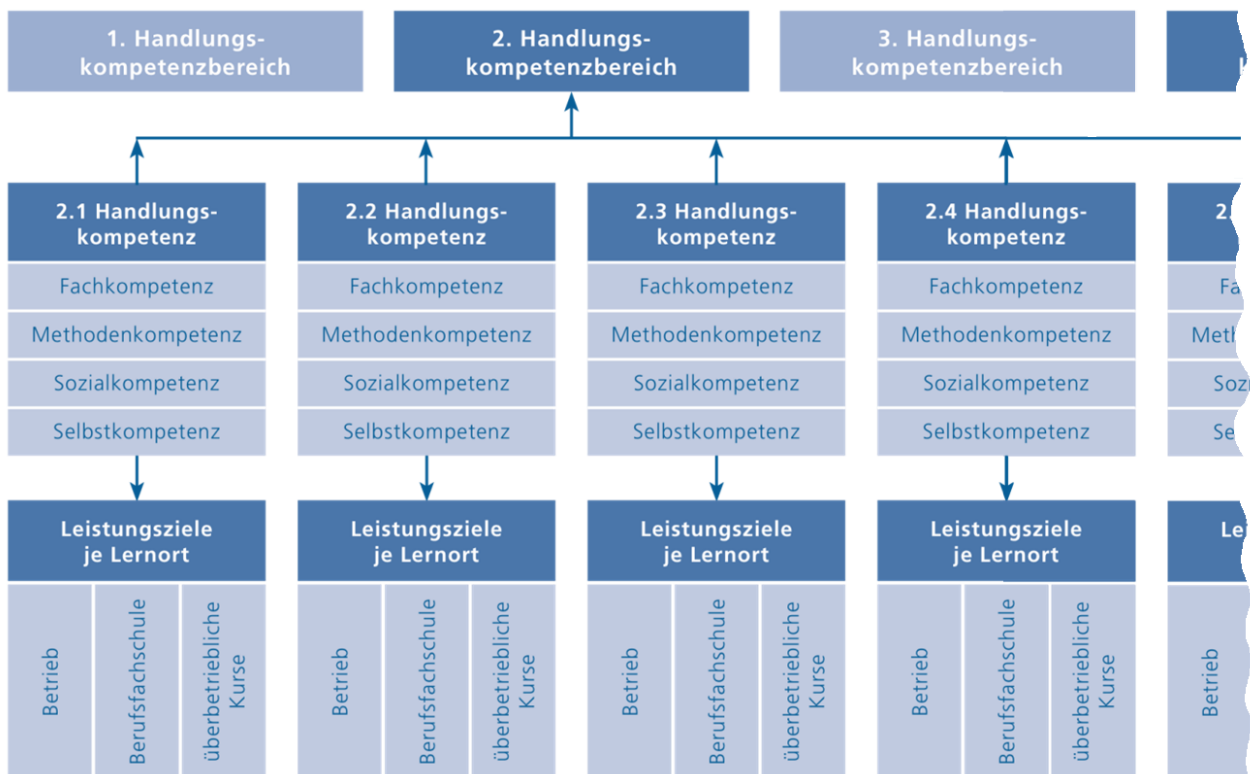 1. Handlungs-
kompetenzbereich
2. Handlungs-
kompetenzbereich
3. Handlungs-
kompetenzbereich
2.1 Handlungs-
kompetenz
Fachkompetenz
Methodenkompetenz
Sozialkompetenz
Selbstkompetenz
Leistungsziele
je Lernort
Betrieb
Berufsfachschule
überbetriebliche
Kurse
2.2 Handlungs-
kompetenz
Fachkompetenz
Methodenkompetenz
Sozialkompetenz
Selbstkompetenz
Leistungsziele
je Lernort
Betrieb
Berufsfachschule
überbetriebliche
Kurse
2.3 Handlungs-
kompetenz
Fachkompetenz
Methodenkompetenz
Sozialkompetenz
Selbstkompetenz
Leistungsziele
je Lernort
Betrieb
Berufsfachschule
überbetriebliche
Kurse
2.4 Handlungs-
kompetenz
Fachkompetenz
Methodenkompetenz
Sozialkompetenz
Selbstkompetenz
Leistungsziele
je Lernort
Betrieb
Berufsfachschule
überbetriebliche
Kurse
Betrieb